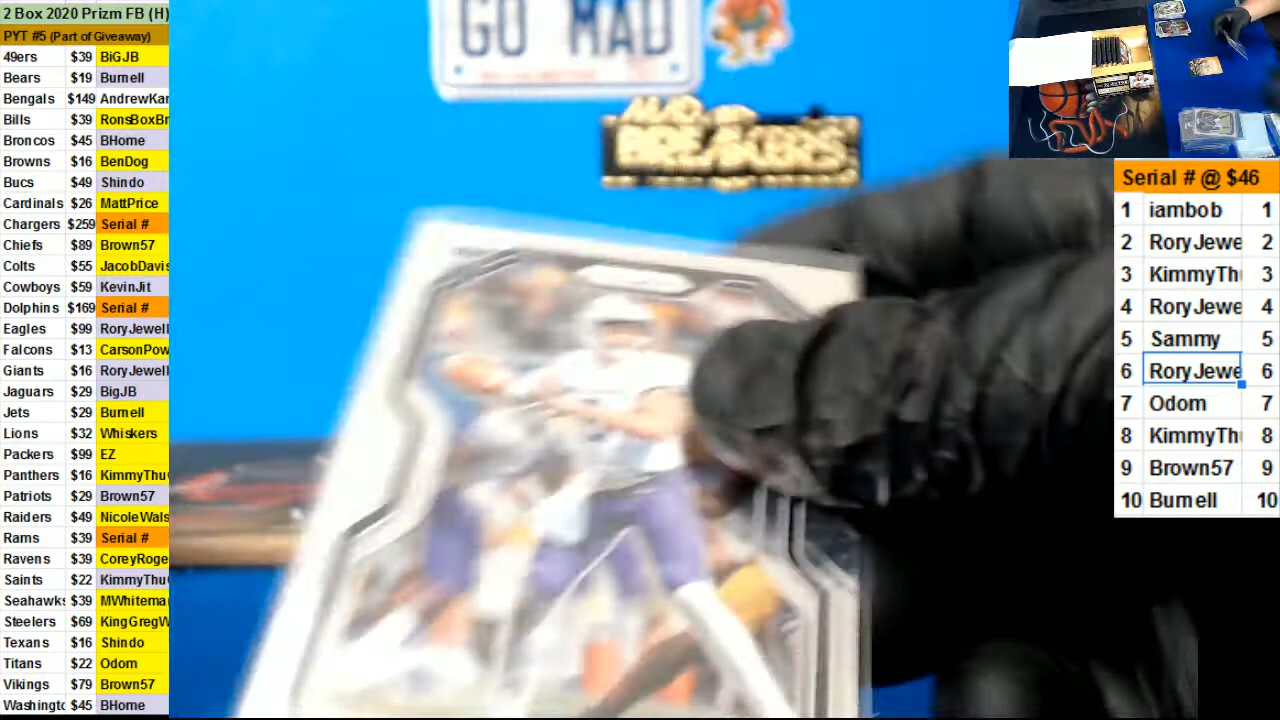 2 Box 2020 Prizm FB (H)
PYT #5 (Part of Giveaway)
49ers $39 BiGJB
Bears $19 Burnell
Bengals $149 AndrewKar
Bills $39 RonsBoxBr
Broncos $45 BHome
Browns $16 BenDog
Bucs $49 Shindo
Cardinals $26 MattPrice
Chargers $259 Serial #
Chiefs $89 Brown57
Colts $55 JacobDavis
Cowboys $59 KevinJit
Dolphins $169 Serial #
Eagles $99 RoryJewell
Falcons $13 CarsonPow
Giants $16 RoryJewell
Jaguars $29 BigJB
Jets $29 Burnell
Lions $32 Whiskers
Packers $99 EZ
Panthers $16 KimmyThu
Patriots $29 Brown57
Raiders $49 NicoleWals
Rams $39 Serial #
Ravens $39 CoreyRoge
Saints $22 KimmyThu
Seahawks $39 MWhitema
Steelers $69 KingGregW
Texans $16 Shindo
Titans $22 Odom
Vikings $79 Brown57
Washingto $45 BHome
GO MAD
BREAKERS
Serial # @ $46
1 iambob 1
2 RoryJewe 2
3 KimmyTh 3
4 RoryJewe 4
5 Sammy 5
6 RoryJewe 6
7 Odom 7
8 KimmyTh 8
9 Brown57 9
10 Burnell 10